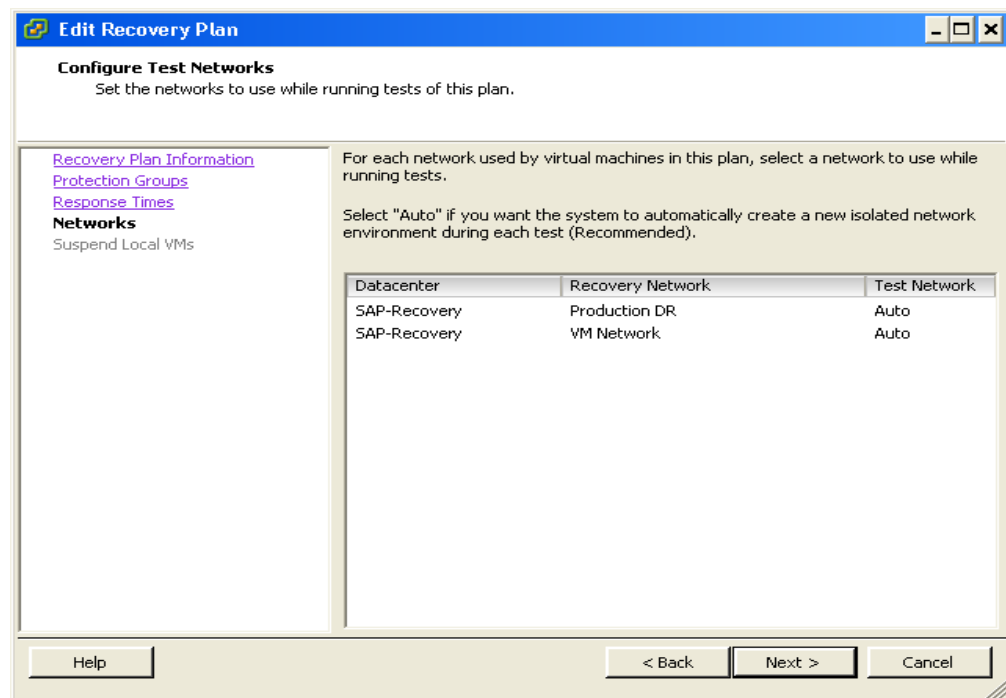 Edit Recovery Plan
Configure Test Networks
Set the networks to use while running tests of this plan.
Recovery Plan Information
Protection Groups
Response Times
Networks
Suspend Local VMs
For each network used by virtual machines in this plan, select a network to use while
running tests.
Select "Auto" if you want the system to automatically create a new isolated network
environment during each test (Recommended).
Datacenter Recovery Network Test Network
SAP-Recovery Production DR Auto
SAP-Recovery VM Network Auto
Help < Back Next > Cancel